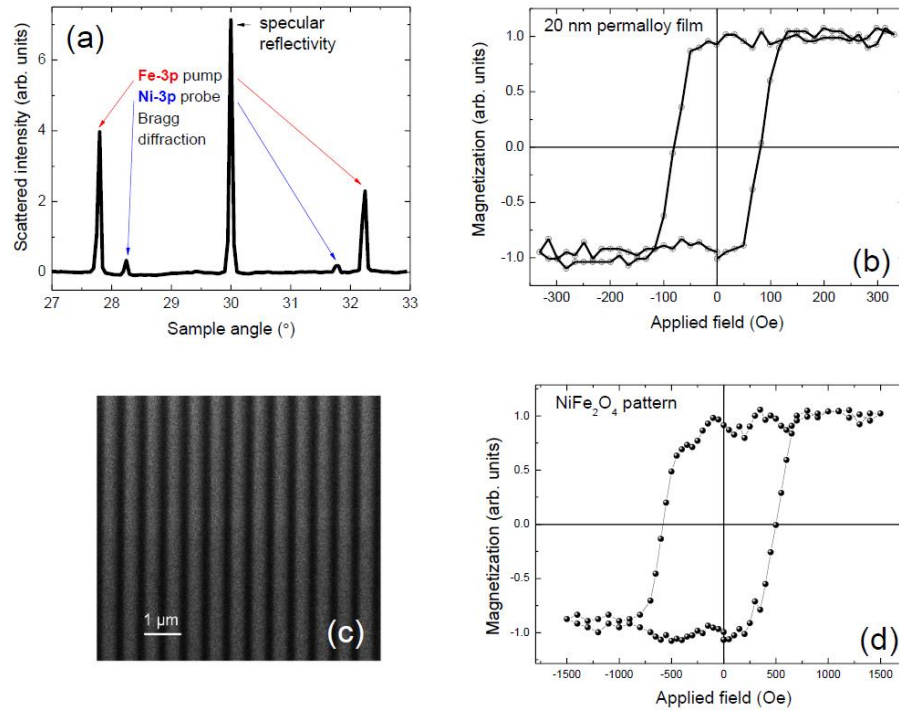 (a)
specular
reflectivity
Fe-3p pump
Ni-3p probe
Bragg
diffraction
Scattered intensity (arb. units)
6
4
2
0
27 28 29 30 31 32 33
Sample angle (°)
20 nm permalloy film
Magnetization (arb. units)
1.0
0.5
0.0
-0.5
-1.0
-300 -200 -100 0 100 200 300
Applied field (Oe)
(b)
1 µm
(c)
NiFe₂O₄ pattern
Magnetization (arb. units)
1.0
0.5
0.0
-0.5
-1.0
-1500 -1000 -500 0 500 1000 1500
Applied field (Oe)
(d)